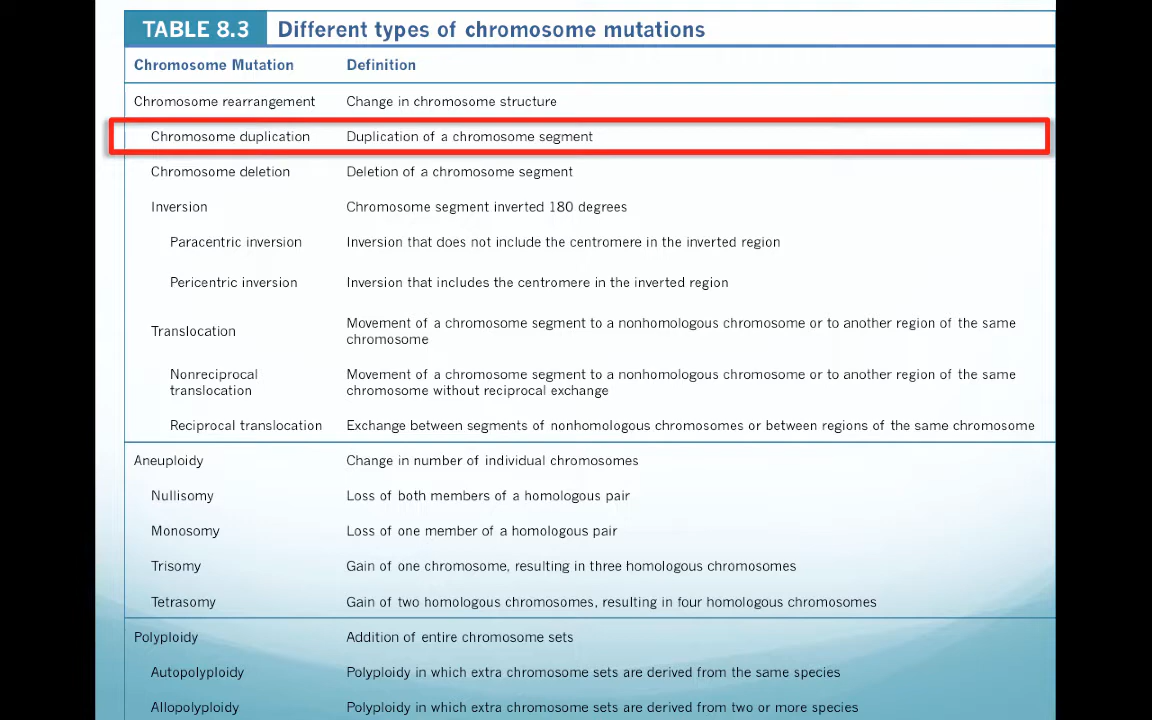 TABLE 8.3 Different types of chromosome mutations
Chromosome Mutation Definition
Chromosome rearrangement Change in chromosome structure
Chromosome duplication Duplication of a chromosome segment
Chromosome deletion Deletion of a chromosome segment
Inversion Chromosome segment inverted 180 degrees
Paracentric inversion Inversion that does not include the centromere in the inverted region
Pericentric inversion Inversion that includes the centromere in the inverted region
Translocation Movement of a chromosome segment to a nonhomologous chromosome or to another region of the same
chromosome
Nonreciprocal Movement of a chromosome segment to a nonhomologous chromosome or to another region of the same
translocation chromosome without reciprocal exchange
Reciprocal translocation Exchange between segments of nonhomologous chromosomes or between regions of the same chromosome
Aneuploidy Change in number of individual chromosomes
Nullisomy Loss of both members of a homologous pair
Monosomy Loss of one member of a homologous pair
Trisomy Gain of one chromosome, resulting in three homologous chromosomes
Tetrasomy Gain of two homologous chromosomes, resulting in four homologous chromosomes
Polyploidy Addition of entire chromosome sets
Autopolyploidy Polyploidy in which extra chromosome sets are derived from the same species
Allopolyploidy Polyploidy in which extra chromosome sets are derived from two or more species